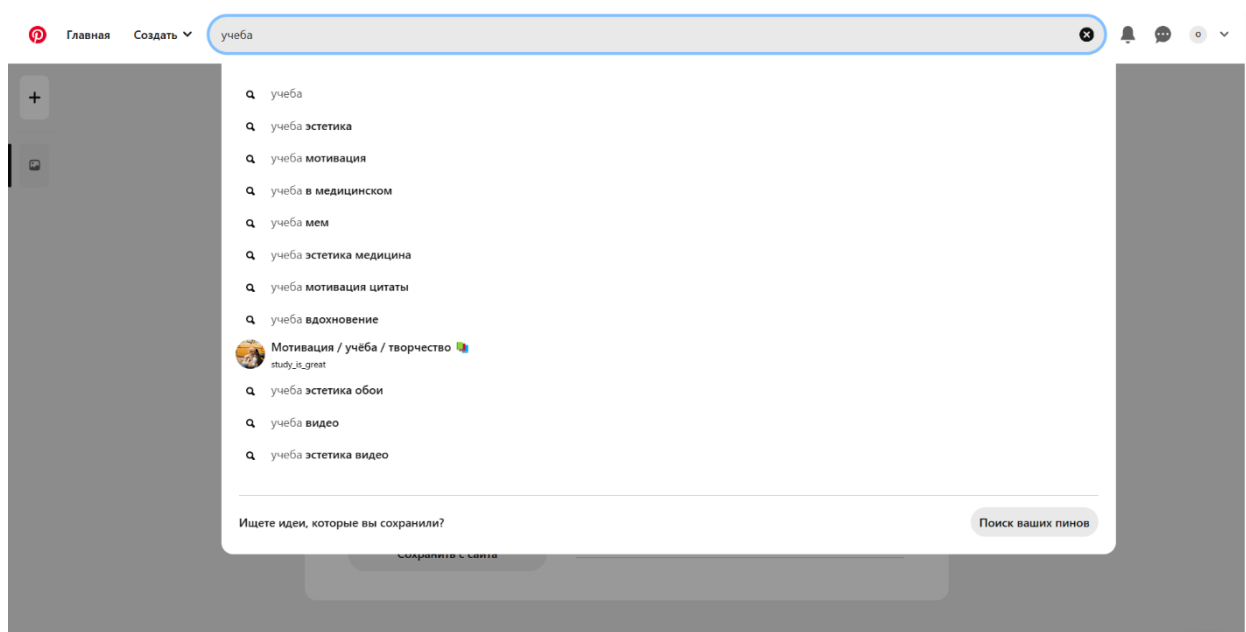 Главная Создать учеба
учеба
учеба эстетика
учеба мотивация
учеба в медицинском
учеба мем
учеба эстетика медицина
учеба мотивация цитаты
учеба вдохновение
Мотивация / учёба / творчество
study_is_great
учеба эстетика обои
учеба видео
учеба эстетика видео
Ищете идеи, которые вы сохранили? Поиск ваших пинов
Сохранить с сайта